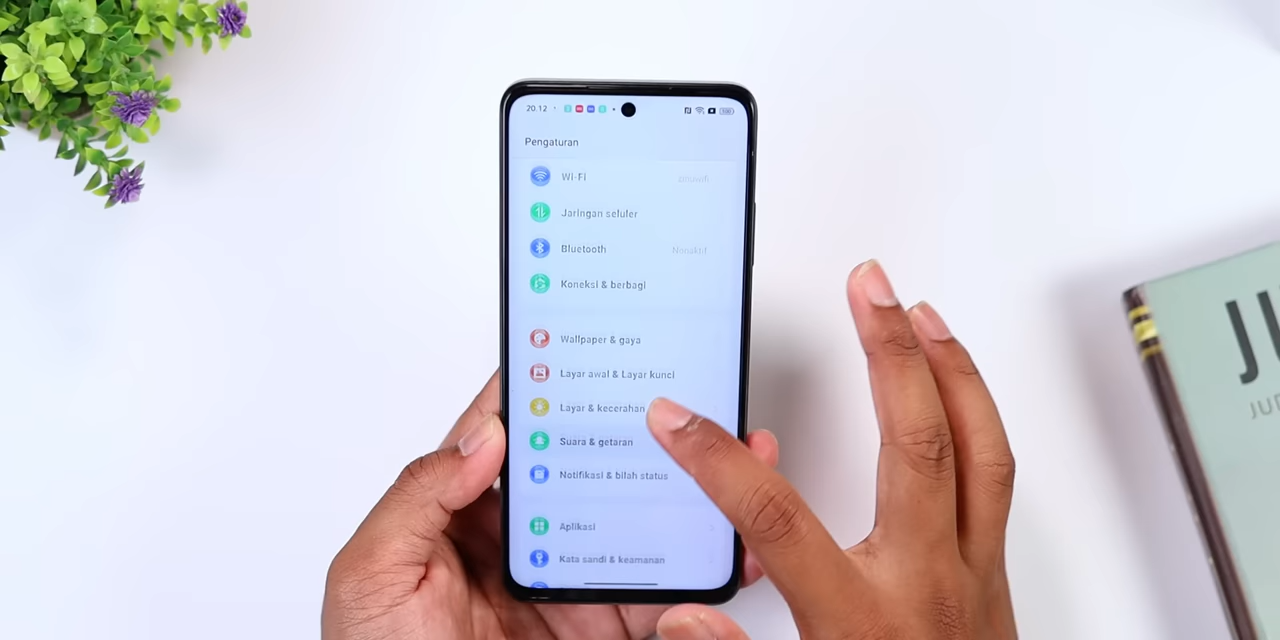 20.12
Pengaturan
Wi-Fi
Jaringan seluler
Bluetooth Nonaktif
Koneksi & berbagi
Wallpaper & gaya
Layar awal & Layar kunci
Layar & kecerahan
Suara & getaran
Notifikasi & bilah status
Aplikasi
Kata sandi & keamanan